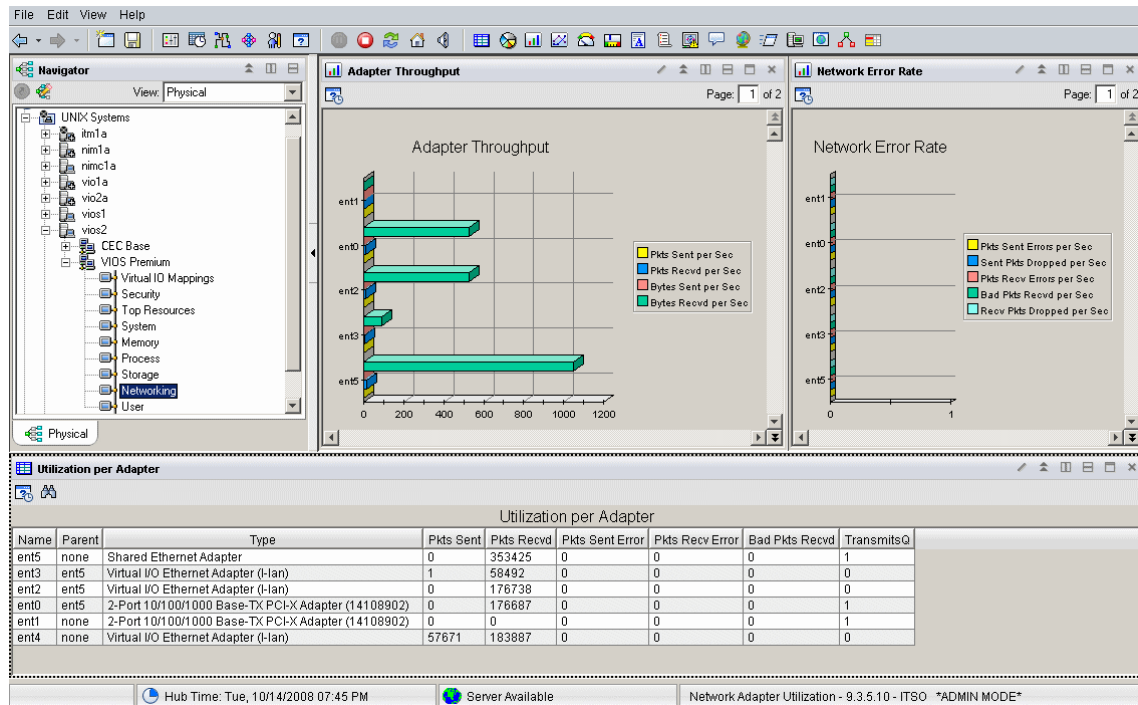 File Edit View Help
Navigator
View: Physical
UNIX Systems
itm1a
nim1a
nimc1a
vio1a
vio2a
vios1
vios2
CEC Base
VIOS Premium
Virtual IO Mappings
Security
Top Resources
System
Memory
Process
Storage
Networking
User
Physical
Adapter Throughput
Page: 1 of 2
Adapter Throughput
ent1
ent0
ent2
ent3
ent5
0 200 400 600 800 1000 1200
Pkts Sent per Sec
Pkts Recvd per Sec
Bytes Sent per Sec
Bytes Recvd per Sec
Network Error Rate
Page: 1 of 2
Network Error Rate
ent1
ent0
ent2
ent3
ent5
0 1
Pkts Sent Errors per Sec
Sent Pkts Dropped per Sec
Pkts Recv Errors per Sec
Bad Pkts Recvd per Sec
Recv Pkts Dropped per Sec
Utilization per Adapter
Utilization per Adapter
Name Parent Type Pkts Sent Pkts Recvd Pkts Sent Error Pkts Recv Error Bad Pkts Recvd TransmitsQ
ent5 none Shared Ethernet Adapter 0 353425 0 0 0 1
ent3 ent5 Virtual I/O Ethernet Adapter (l-lan) 1 58492 0 0 0 0
ent2 ent5 Virtual I/O Ethernet Adapter (l-lan) 0 176738 0 0 0 0
ent0 ent5 2-Port 10/100/1000 Base-TX PCI-X Adapter (14108902) 0 176687 0 0 0 1
ent1 none 2-Port 10/100/1000 Base-TX PCI-X Adapter (14108902) 0 0 0 0 0 1
ent4 none Virtual I/O Ethernet Adapter (l-lan) 57671 183887 0 0 0 0
Hub Time: Tue, 10/14/2008 07:45 PM
Server Available
Network Adapter Utilization - 9.3.5.10 - ITSO *ADMIN MODE*